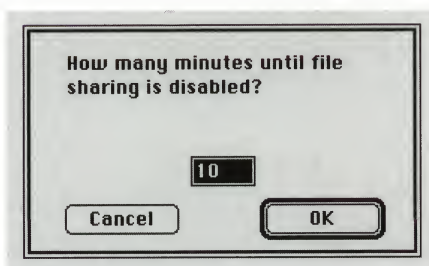 How many minutes until file
sharing is disabled?
10
Cancel
OK